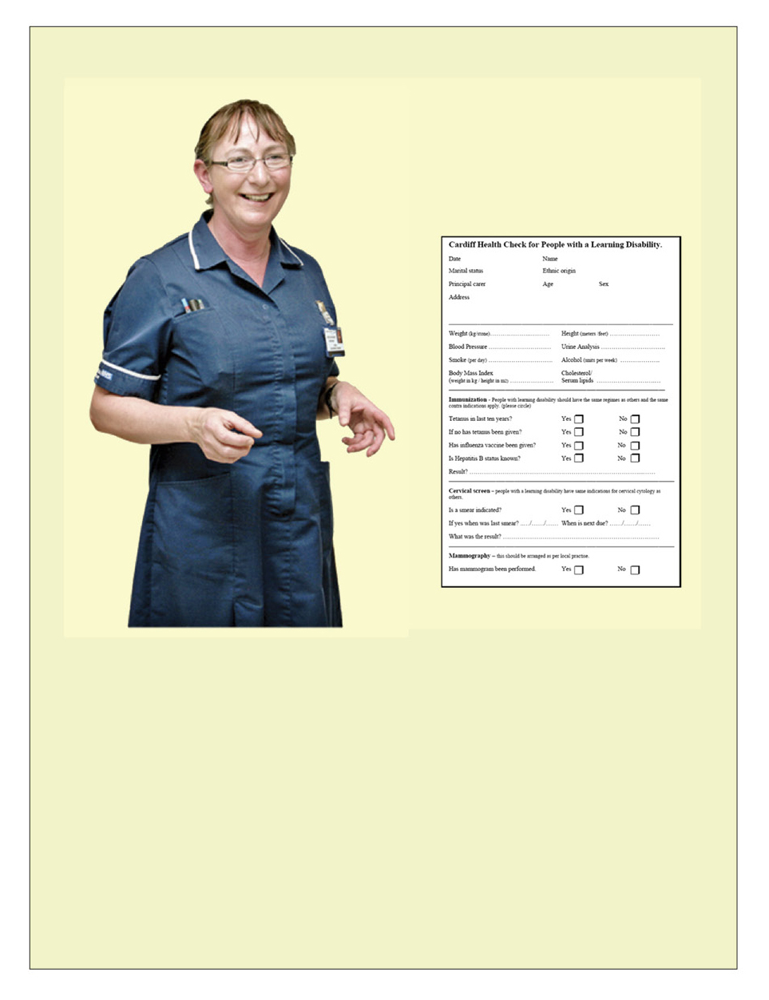 Cardiff Health Check for People with a Learning Disability.
Date Name
Marital status Ethnic origin
Principal carer Age Sex
Address
Weight (kg/stone)........................... Height (meters /feet) .......................
Blood Pressure ............................ Urine Analysis .............................
Smoke (per day) ............................. Alcohol (units per week) ..................
Body Mass Index Cholesterol/
(weight in kg / height in m2) .................... Serum lipids .............................
Immunization - People with learning disability should have the same regimes as others and the same
contra indications apply. (please circle)
Tetanus in last ten years? Yes No
If no has tetanus been given? Yes No
Has influenza vaccine been given? Yes No
Is Hepatitis B status known? Yes No
Result? ....................................................................................
Cervical screen – people with a learning disability have same indications for cervical cytology as
others.
Is a smear indicated? Yes No
If yes when was last smear? ...../....../...... When is next due? ....../....../......
What was the result? ......................................................................
Mammography – this should be arranged as per local practise.
Has mammogram been performed. Yes No